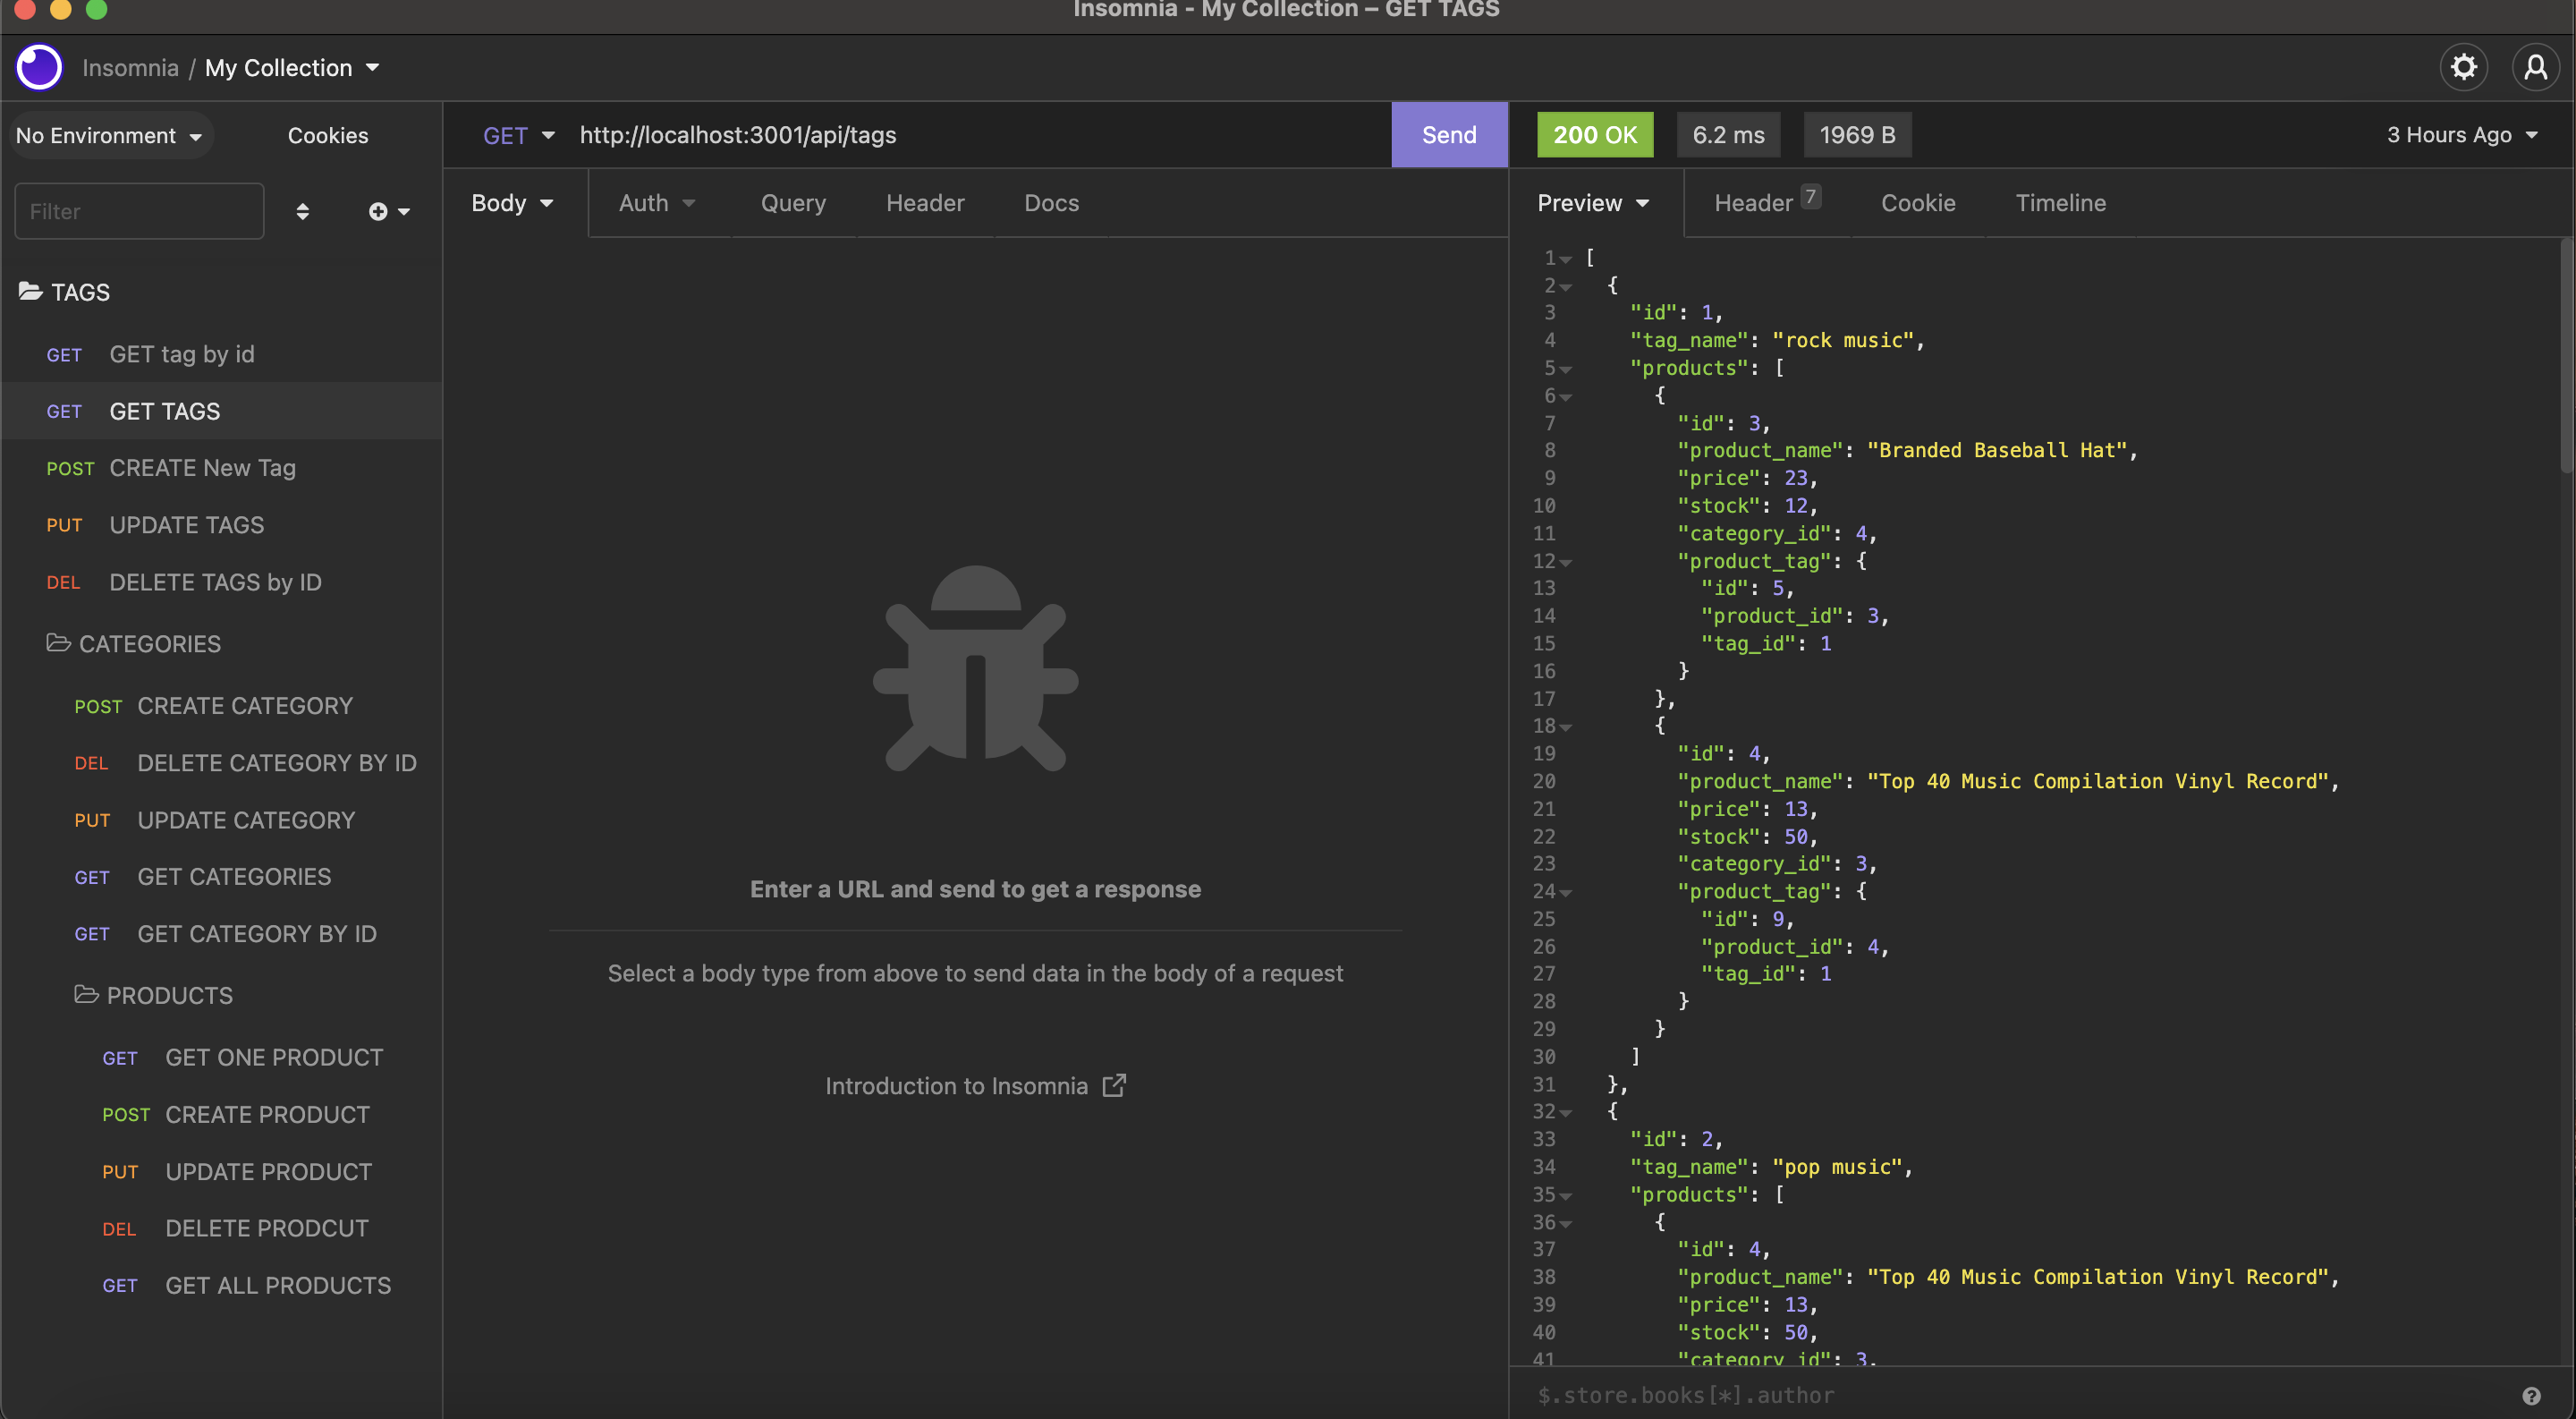 Insomnia - My Collection – GET TAGS
Insomnia / My Collection
No Environment
Cookies
Filter
TAGS
GET GET tag by id
GET GET TAGS
POST CREATE New Tag
PUT UPDATE TAGS
DEL DELETE TAGS by ID
CATEGORIES
POST CREATE CATEGORY
DEL DELETE CATEGORY BY ID
PUT UPDATE CATEGORY
GET GET CATEGORIES
GET GET CATEGORY BY ID
PRODUCTS
GET GET ONE PRODUCT
POST CREATE PRODUCT
PUT UPDATE PRODUCT
DEL DELETE PRODCUT
GET GET ALL PRODUCTS
GET http://localhost:3001/api/tags Send
Body Auth Query Header Docs
Enter a URL and send to get a response
Select a body type from above to send data in the body of a request
Introduction to Insomnia
200 OK 6.2 ms 1969 B 3 Hours Ago
Preview Header 7 Cookie Timeline
1 [
2 {
3 "id": 1,
4 "tag_name": "rock music",
5 "products": [
6 {
7 "id": 3,
8 "product_name": "Branded Baseball Hat",
9 "price": 23,
10 "stock": 12,
11 "category_id": 4,
12 "product_tag": {
13 "id": 5,
14 "product_id": 3,
15 "tag_id": 1
16 }
17 },
18 {
19 "id": 4,
20 "product_name": "Top 40 Music Compilation Vinyl Record",
21 "price": 13,
22 "stock": 50,
23 "category_id": 3,
24 "product_tag": {
25 "id": 9,
26 "product_id": 4,
27 "tag_id": 1
28 }
29 }
30 ]
31 },
32 {
33 "id": 2,
34 "tag_name": "pop music",
35 "products": [
36 {
37 "id": 4,
38 "product_name": "Top 40 Music Compilation Vinyl Record",
39 "price": 13,
40 "stock": 50,
41 "category_id": 3,
$.store.books[*].author